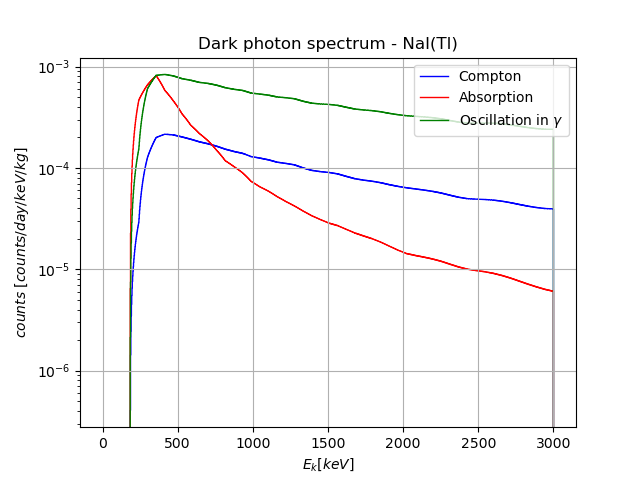 Dark photon spectrum - NaI(Tl)
10⁻³
10⁻⁴
10⁻⁵
10⁻⁶
counts [counts/day/keV/kg]
Compton
Absorption
Oscillation in γ
0 500 1000 1500 2000 2500 3000
E_k[keV]